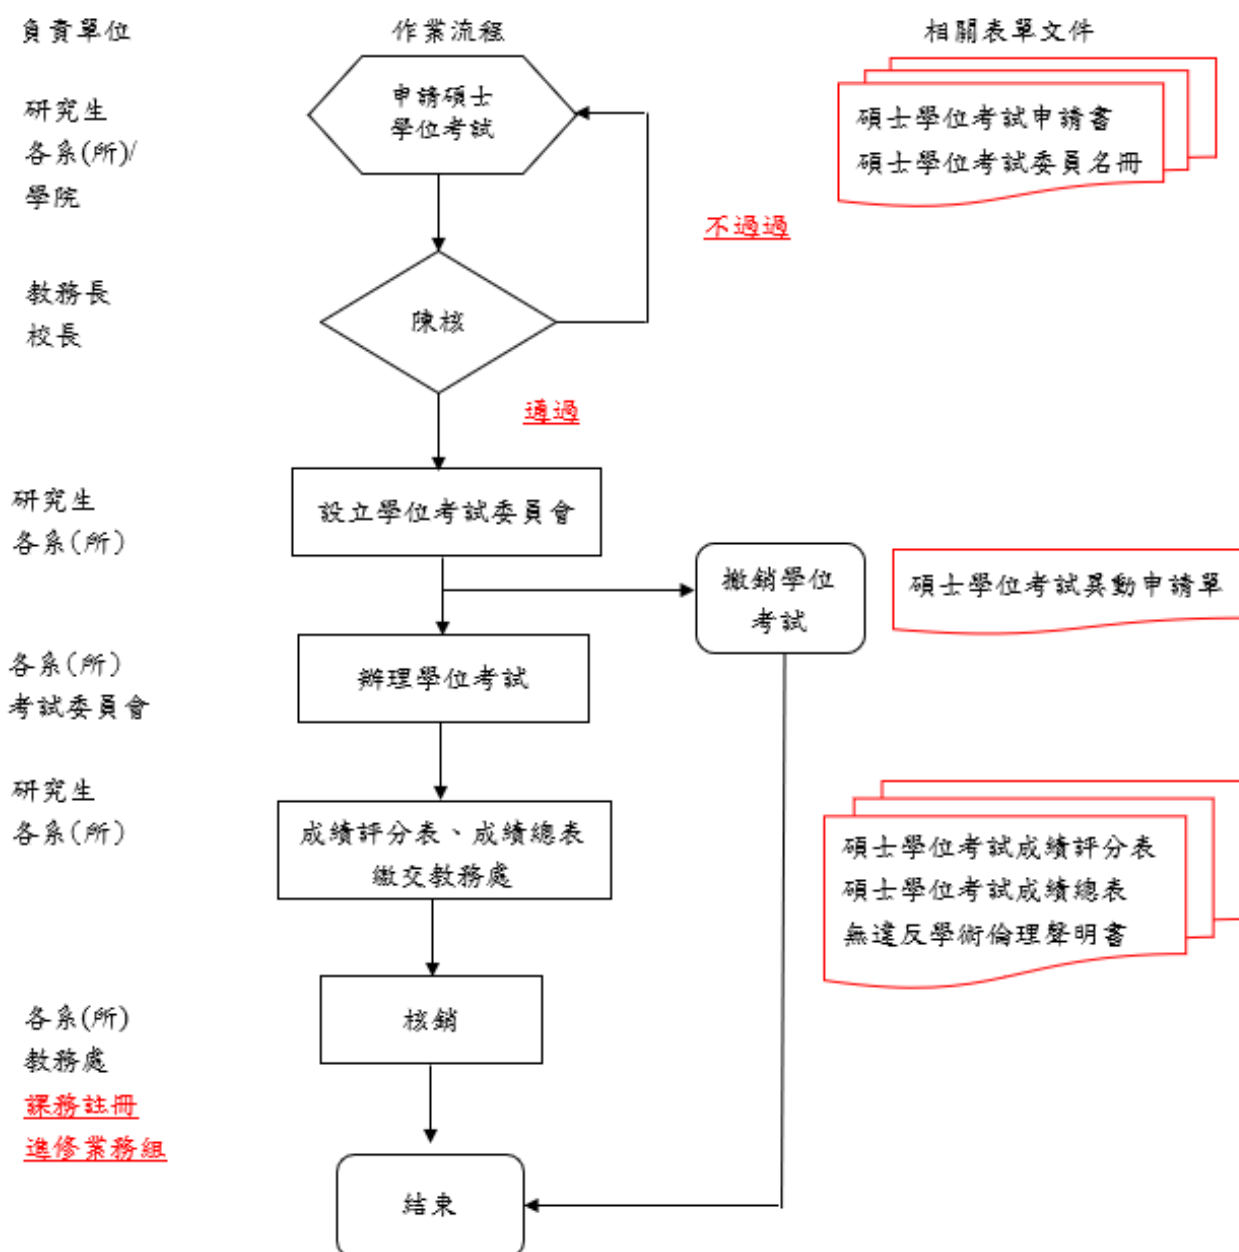 負責單位
作業流程
相關表單文件
研究生
各系(所)/
學院
申請碩士
學位考試
碩士學位考試申請書
碩士學位考試委員名冊
不過過
教務長
校長
陳核
通過
研究生
各系(所)
設立學位考試委員會
撤銷學位
考試
碩士學位考試異動申請單
各系(所)
考試委員會
辦理學位考試
研究生
各系(所)
成績評分表、成績總表
繳交教務處
碩士學位考試成績評分表
碩士學位考試成績總表
無違反學術倫理聲明書
各系(所)
教務處
課務註冊
進修業務組
核銷
結束